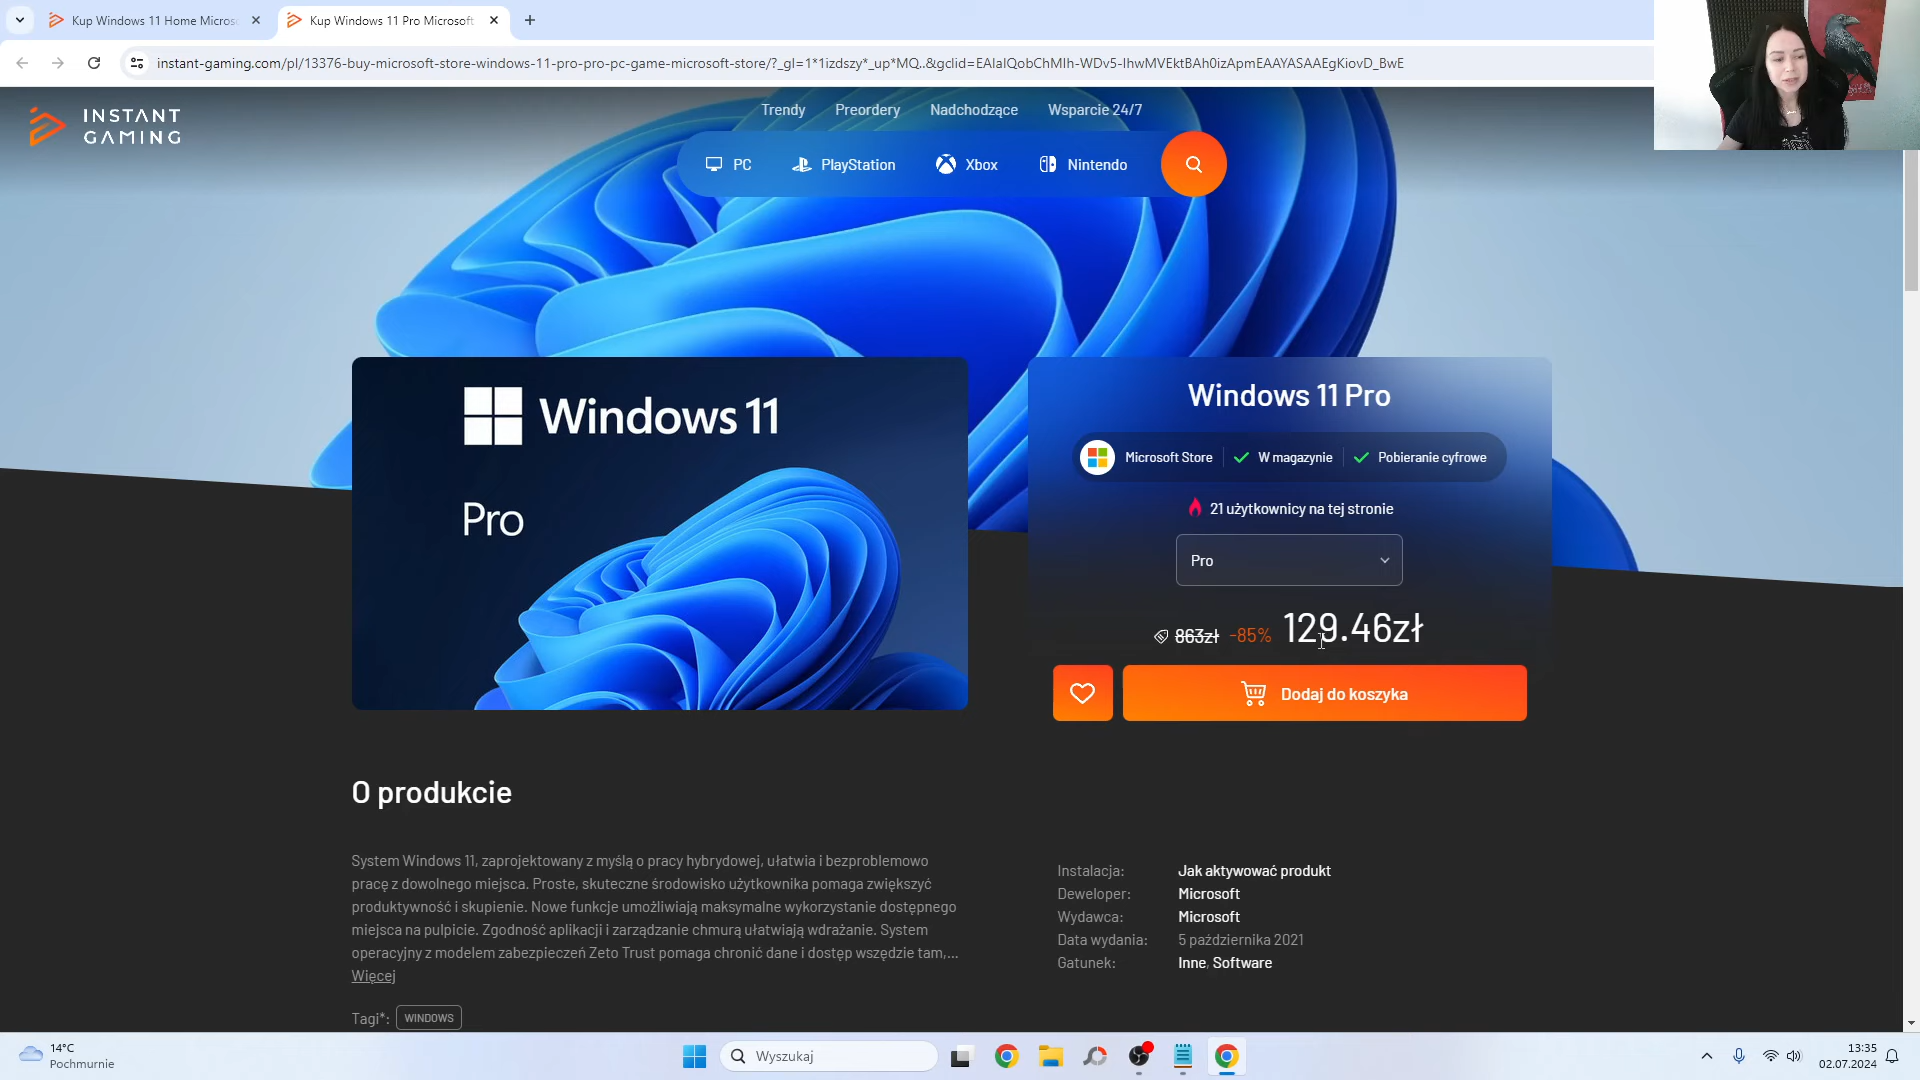 Kup Windows 11 Home Micros
Kup Windows 11 Pro Microsoft
instant-gaming.com/pl/13376-buy-microsoft-store-windows-11-pro-pro-pc-game-microsoft-store/?_gl=1*1izdszy*_up*MQ..&gclid=EAIaIQobChMIh-WDv5-IhwMVEktBAh0izApmEAAYASAAEgKiovD_BwE
INSTANT
GAMING
Trendy Preordery Nadchodzące Wsparcie 24/7
PC PlayStation Xbox Nintendo
Windows 11
Pro
Windows 11 Pro
Microsoft Store W magazynie Pobieranie cyfrowe
21 użytkownicy na tej stronie
Pro
863zł -85% 129.46zł
Dodaj do koszyka
O produkcie
System Windows 11, zaprojektowany z myślą o pracy hybrydowej, ułatwia i bezproblemowo
pracę z dowolnego miejsca. Proste, skuteczne środowisko użytkownika pomaga zwiększyć
produktywność i skupienie. Nowe funkcje umożliwiają maksymalne wykorzystanie dostępnego
miejsca na pulpicie. Zgodność aplikacji i zarządzanie chmurą ułatwiają wdrażanie. System
operacyjny z modelem zabezpieczeń Zeto Trust pomaga chronić dane i dostęp wszędzie tam,...
Więcej
Tagi*: WINDOWS
Instalacja: Jak aktywować produkt
Deweloper: Microsoft
Wydawca: Microsoft
Data wydania: 5 października 2021
Gatunek: Inne, Software
14°C
Pochmurnie
Wyszukaj
13:35
02.07.2024